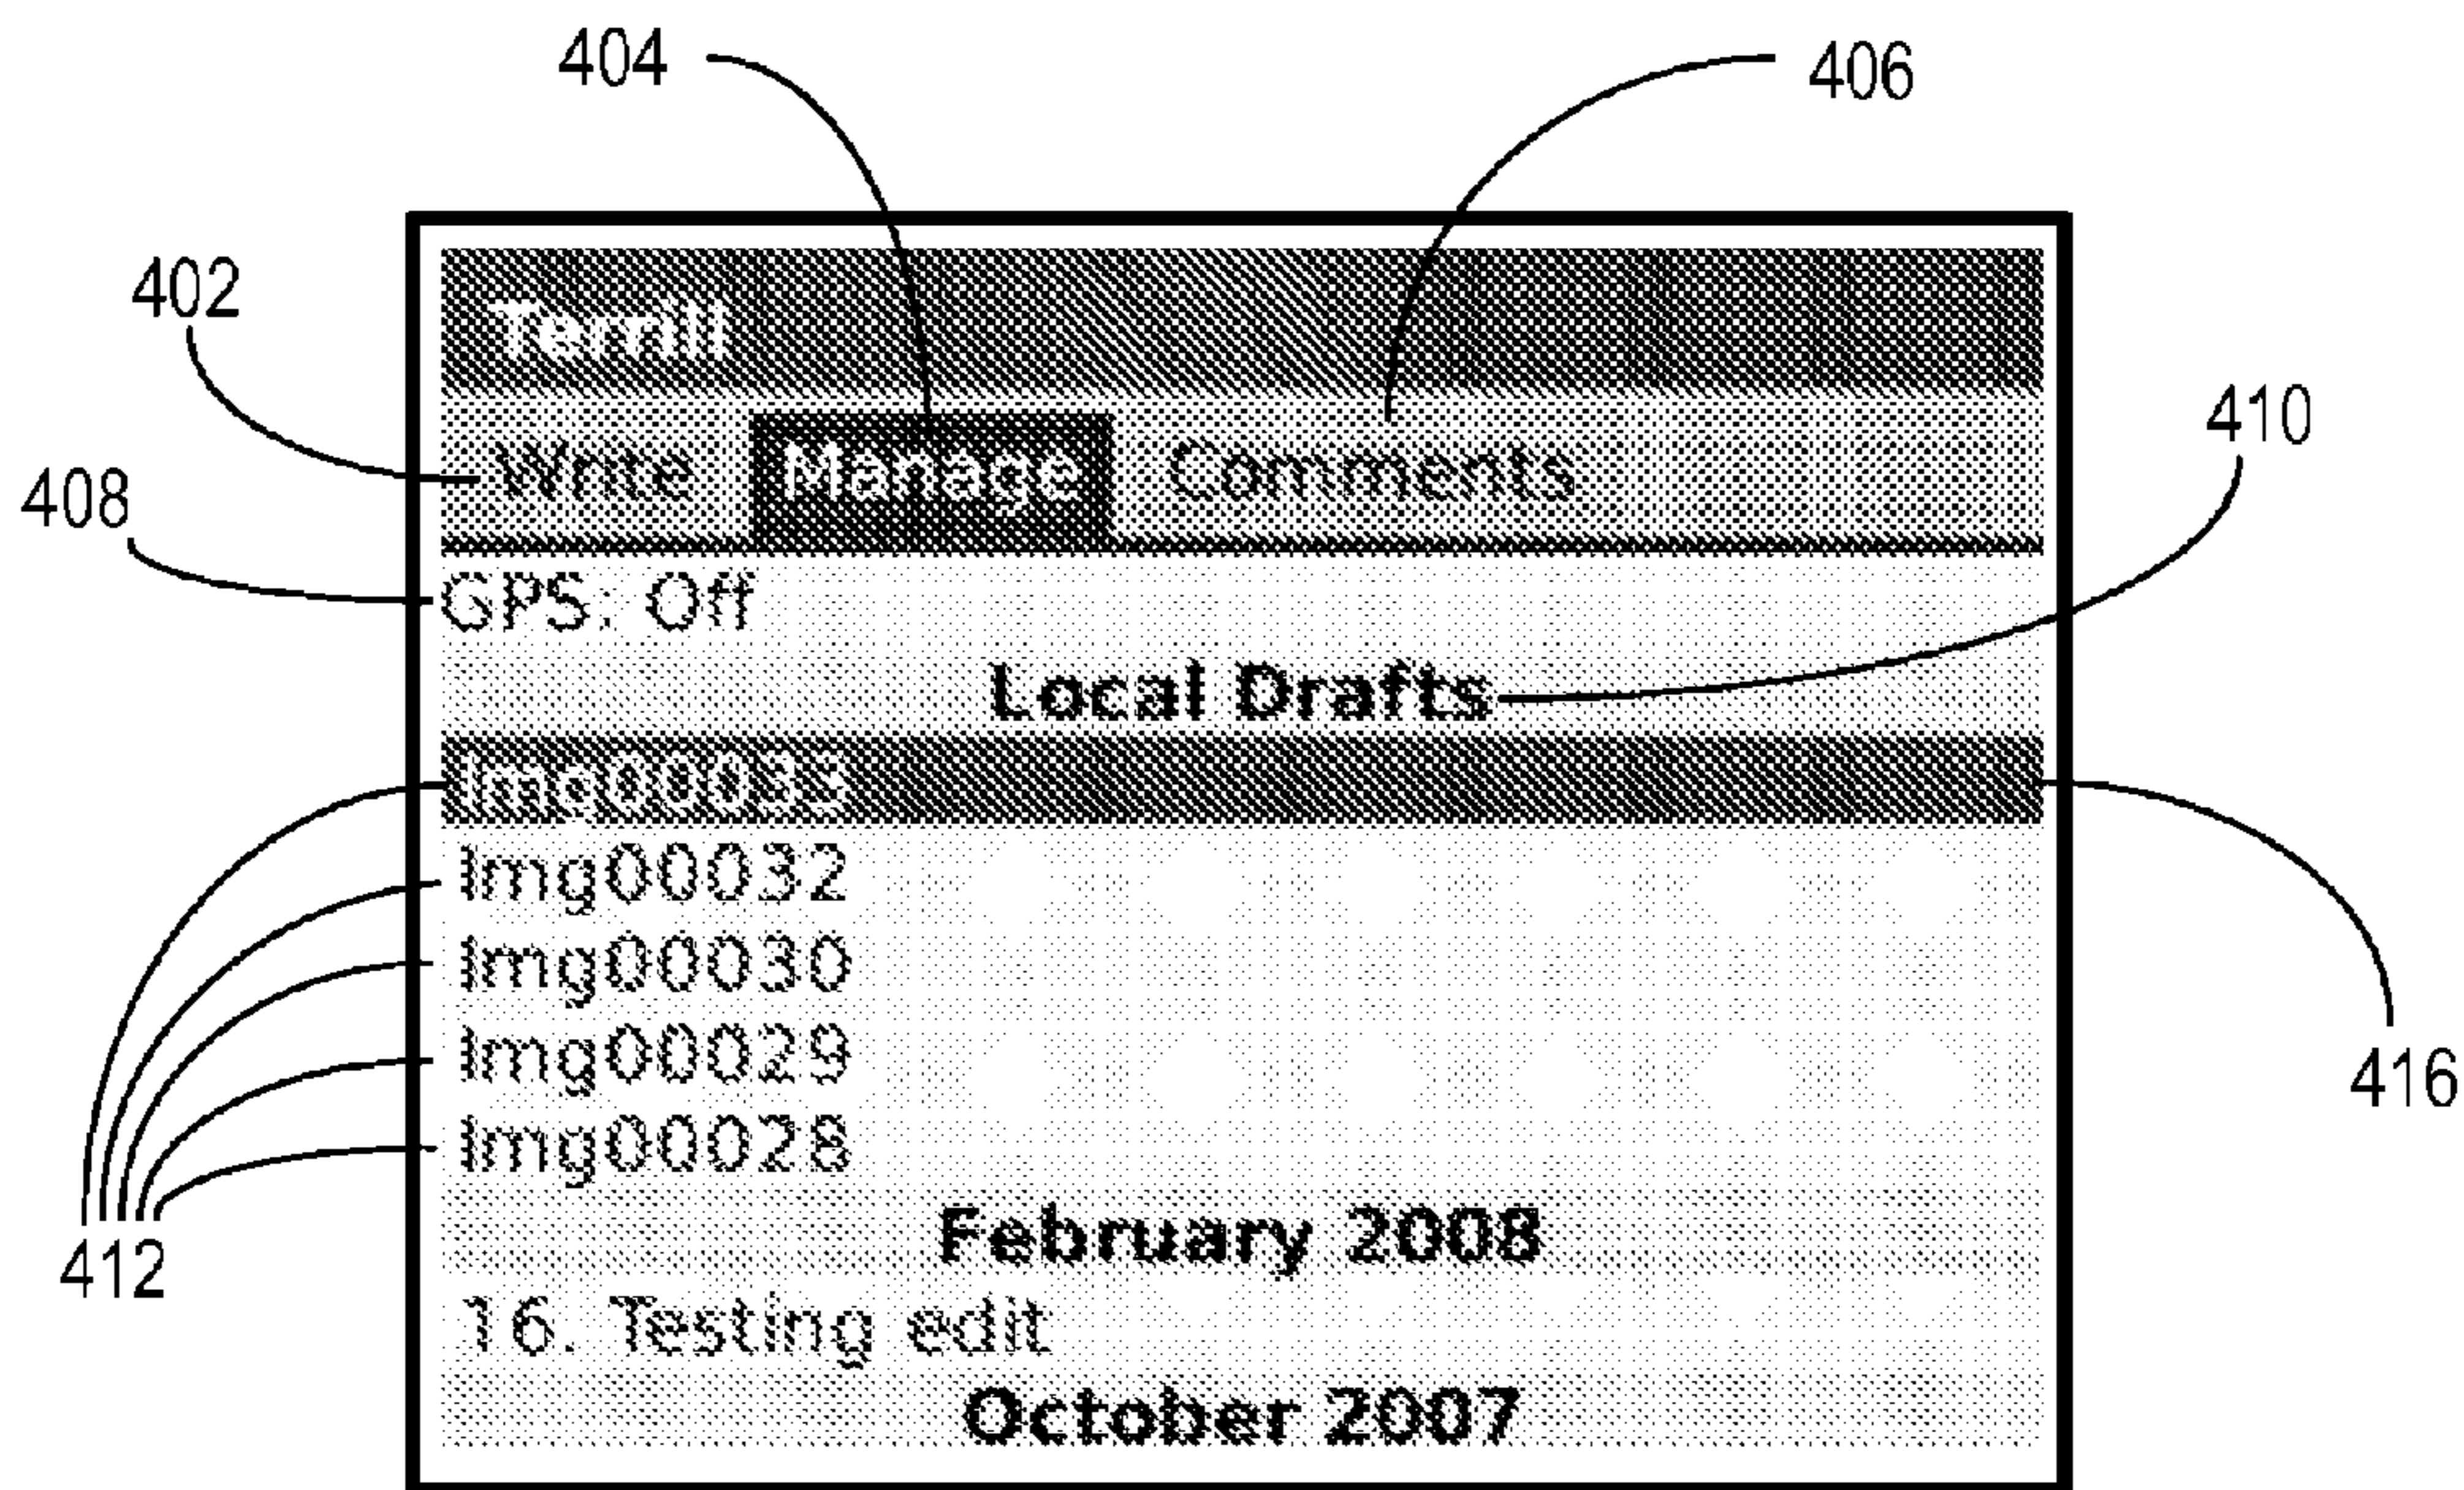 404
406
402
Terrill
410
Write Manage Comments
408
GPS: Off
Local Drafts
Img00033
Img00032
Img00030
Img00029
416
Img00028
February 2008
412
16. Testing edit
October 2007